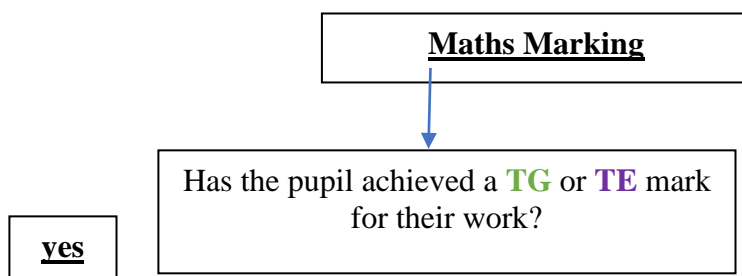 Maths Marking
Has the pupil achieved a TG or TE mark
for their work?
yes